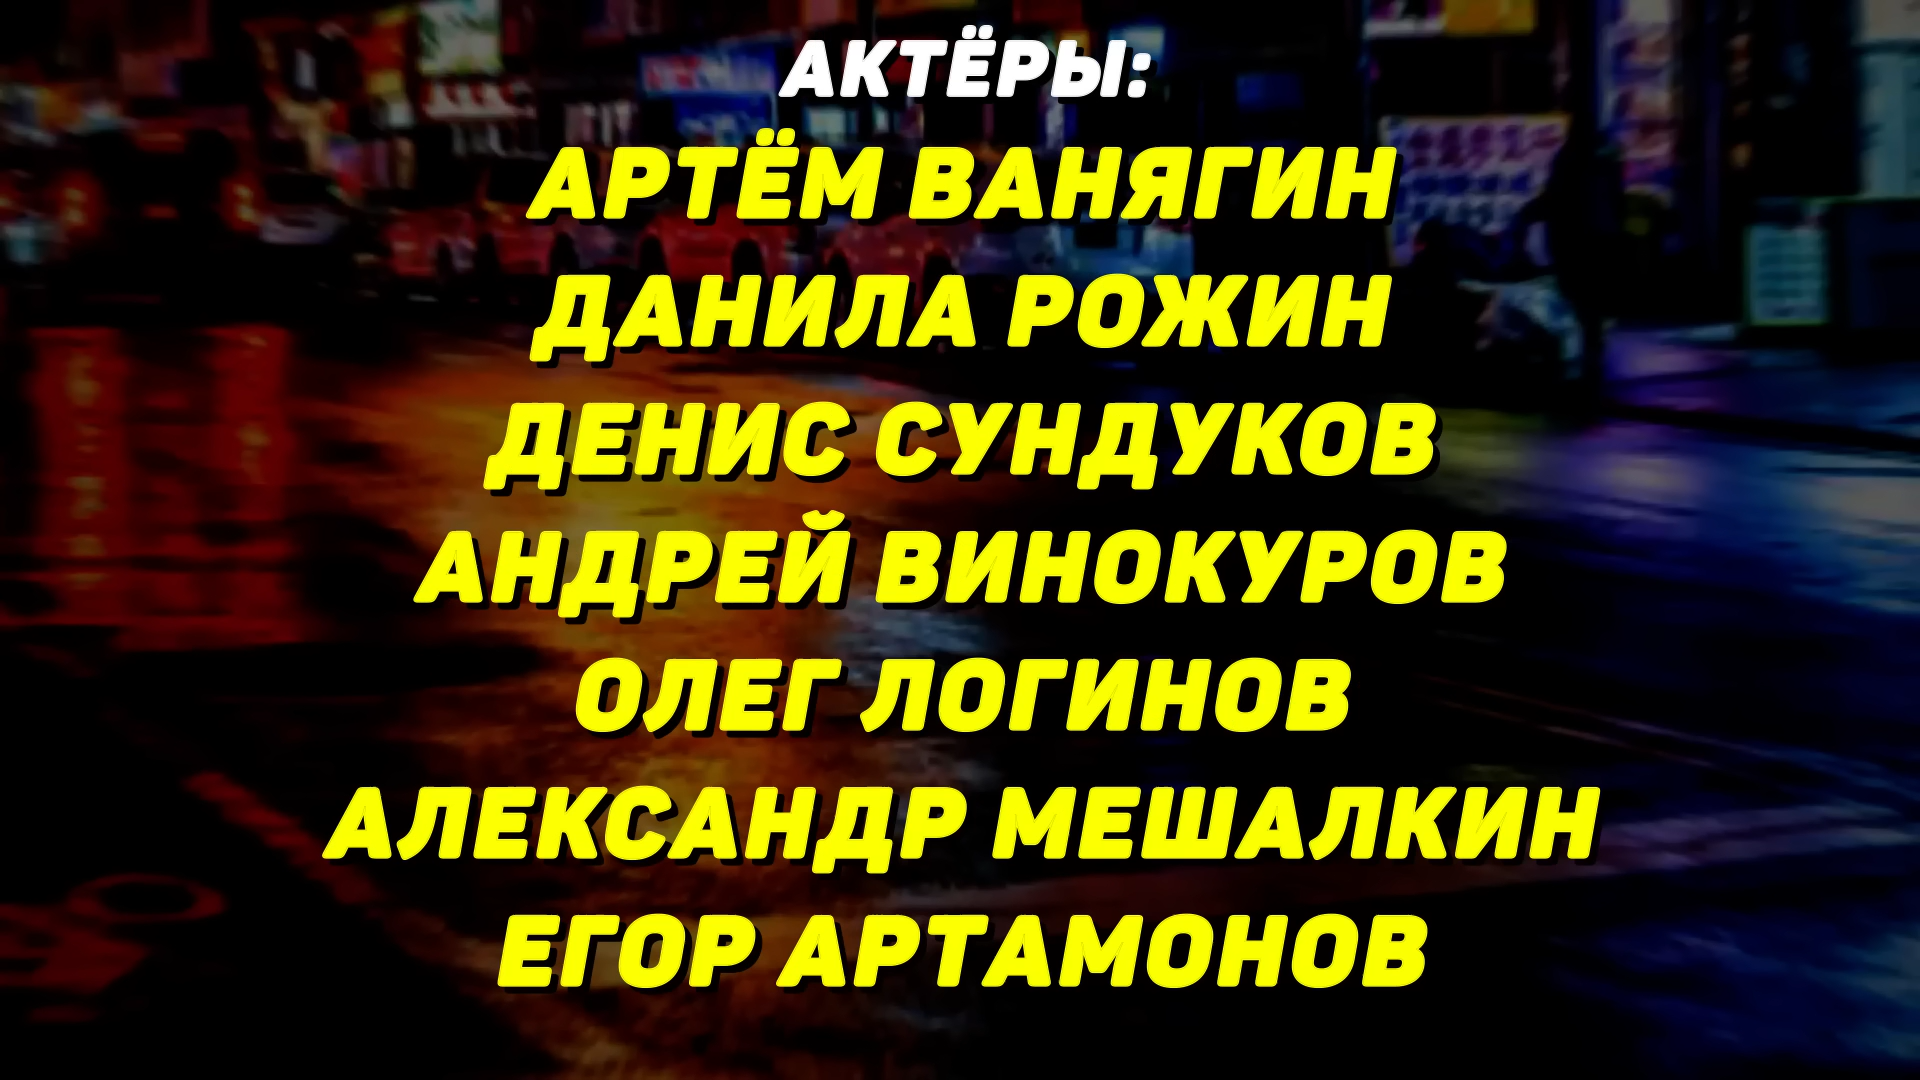 АКТЁРЫ:
АРТЁМ ВАНЯГИН
ДАНИЛА РОЖИН
ДЕНИС СУНДУКОВ
АНДРЕЙ ВИНОКУРОВ
ОЛЕГ ЛОГИНОВ
АЛЕКСАНДР МЕШАЛКИН
ЕГОР АРТАМОНОВ